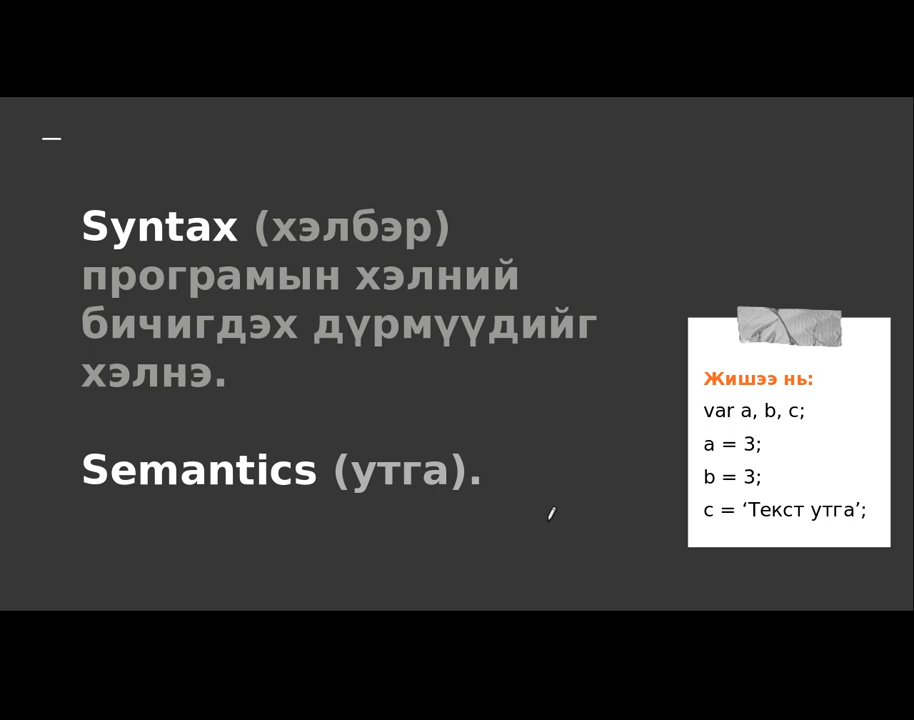 Syntax (хэлбэр)
програмын хэлний
бичигдэх дүрмүүдийг
хэлнэ.
Semantics (утга).
Жишээ нь:
var a, b, c;
a = 3;
b = 3;
c = ‘Текст утга’;